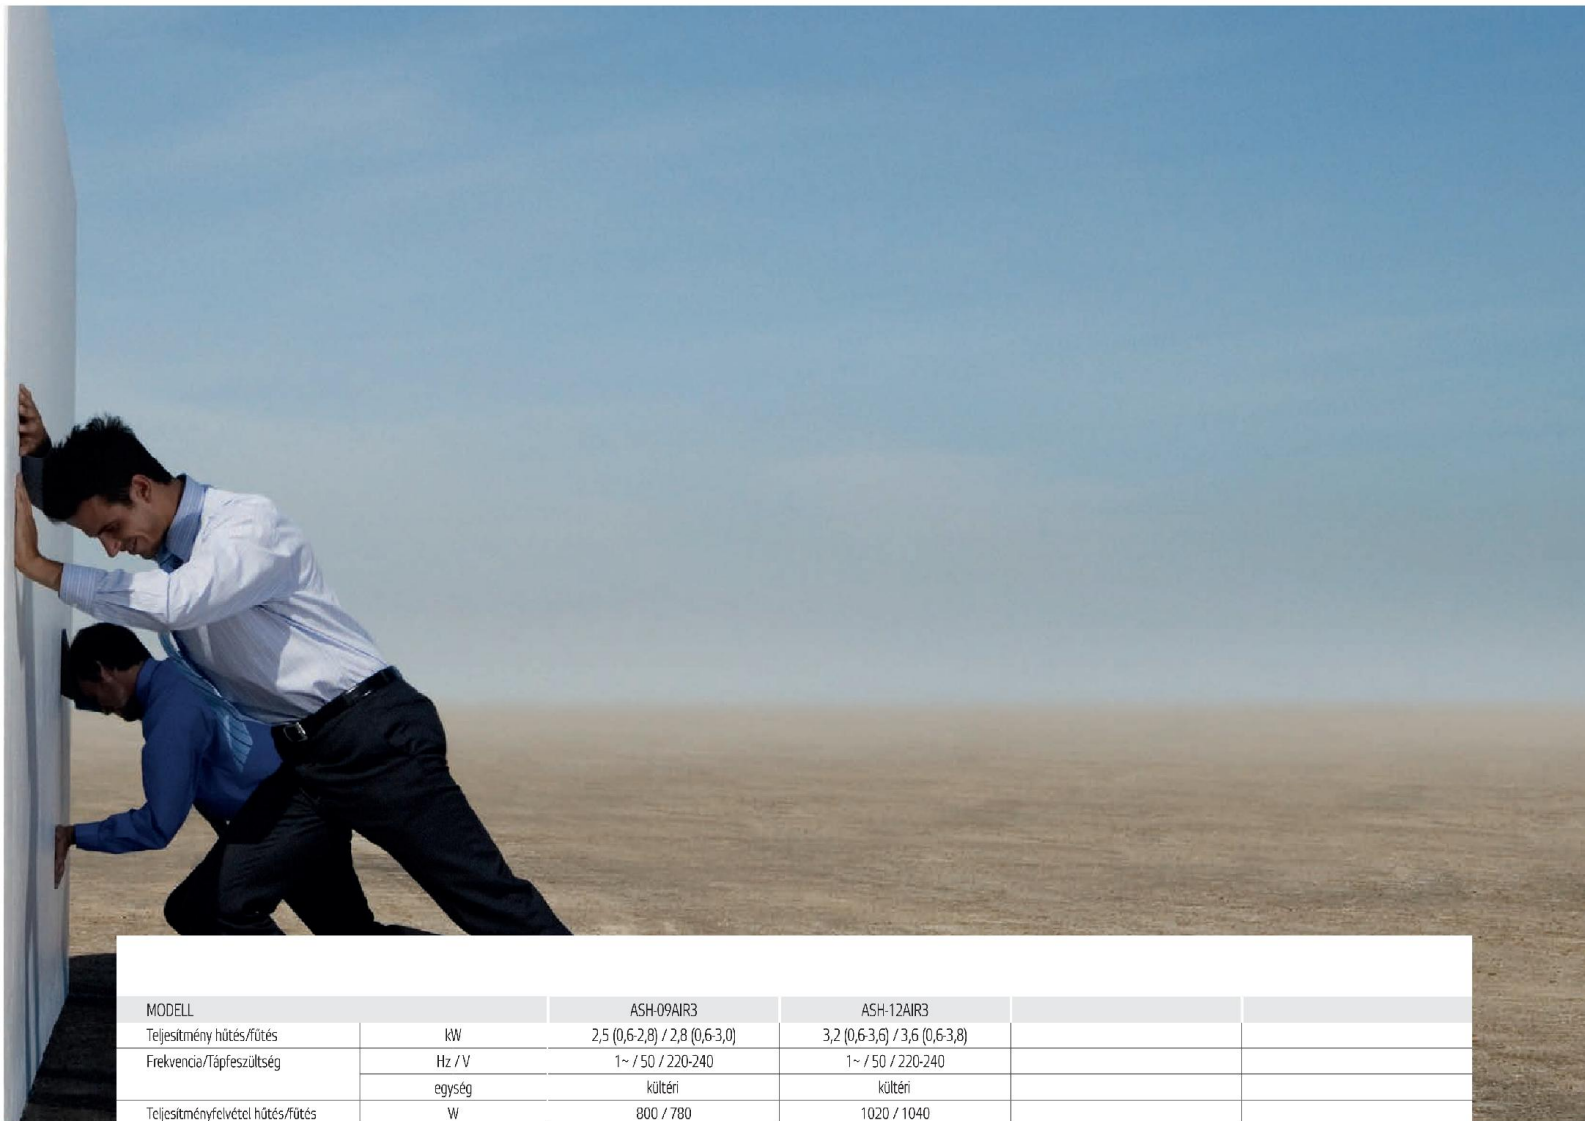 MODELL ASH-09AIR3 ASH-12AIR3
Teljesítmény hűtés/fűtés kW 2,5 (0,6-2,8) / 2,8 (0,6-3,0) 3,2 (0,6-3,6) / 3,6 (0,6-3,8)
Frekvencia/Tápfeszültség Hz / V 1~ / 50 / 220-240 1~ / 50 / 220-240
egység kültéri kültéri
Teljesítményfelvétel hűtés/fűtés W 800 / 780 1020 / 1040